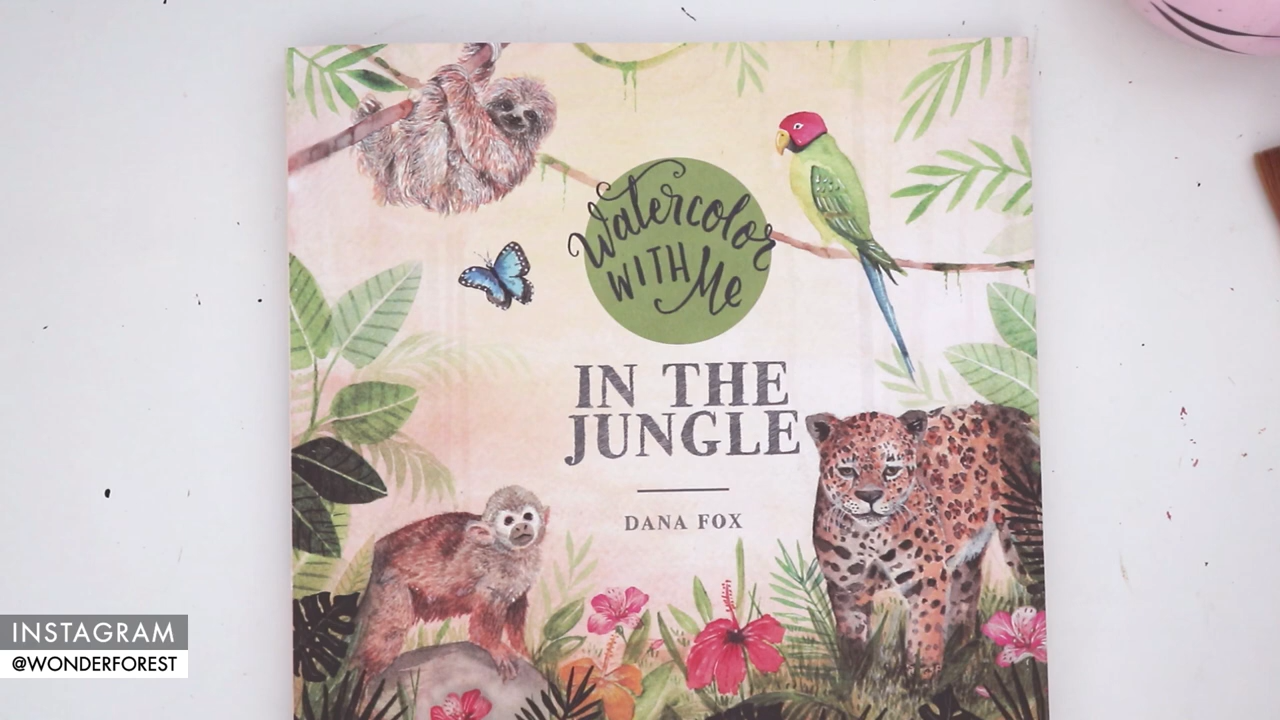 Watercolor
WITH Me
IN THE
JUNGLE
DANA FOX
INSTAGRAM
@WONDERFOREST